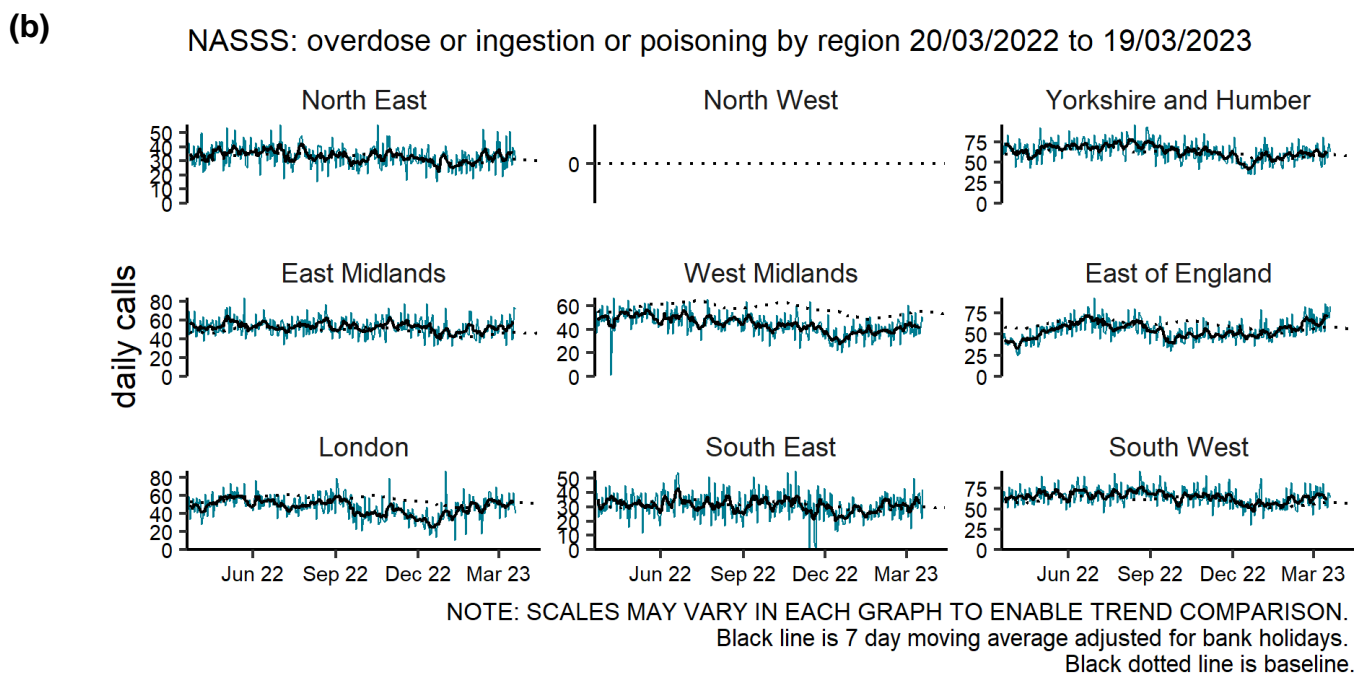 (b)
NASSS: overdose or ingestion or poisoning by region 20/03/2022 to 19/03/2023
North East
50
40
30
20
10
0
North West
0
Yorkshire and Humber
75
50
25
0
daily calls
East Midlands
80
60
40
20
0
West Midlands
60
40
20
0
East of England
75
50
25
0
London
80
60
40
20
0
South East
50
40
30
20
10
0
South West
75
50
25
0
Jun 22 Sep 22 Dec 22 Mar 23
Jun 22 Sep 22 Dec 22 Mar 23
Jun 22 Sep 22 Dec 22 Mar 23
NOTE: SCALES MAY VARY IN EACH GRAPH TO ENABLE TREND COMPARISON.
Black line is 7 day moving average adjusted for bank holidays.
Black dotted line is baseline.